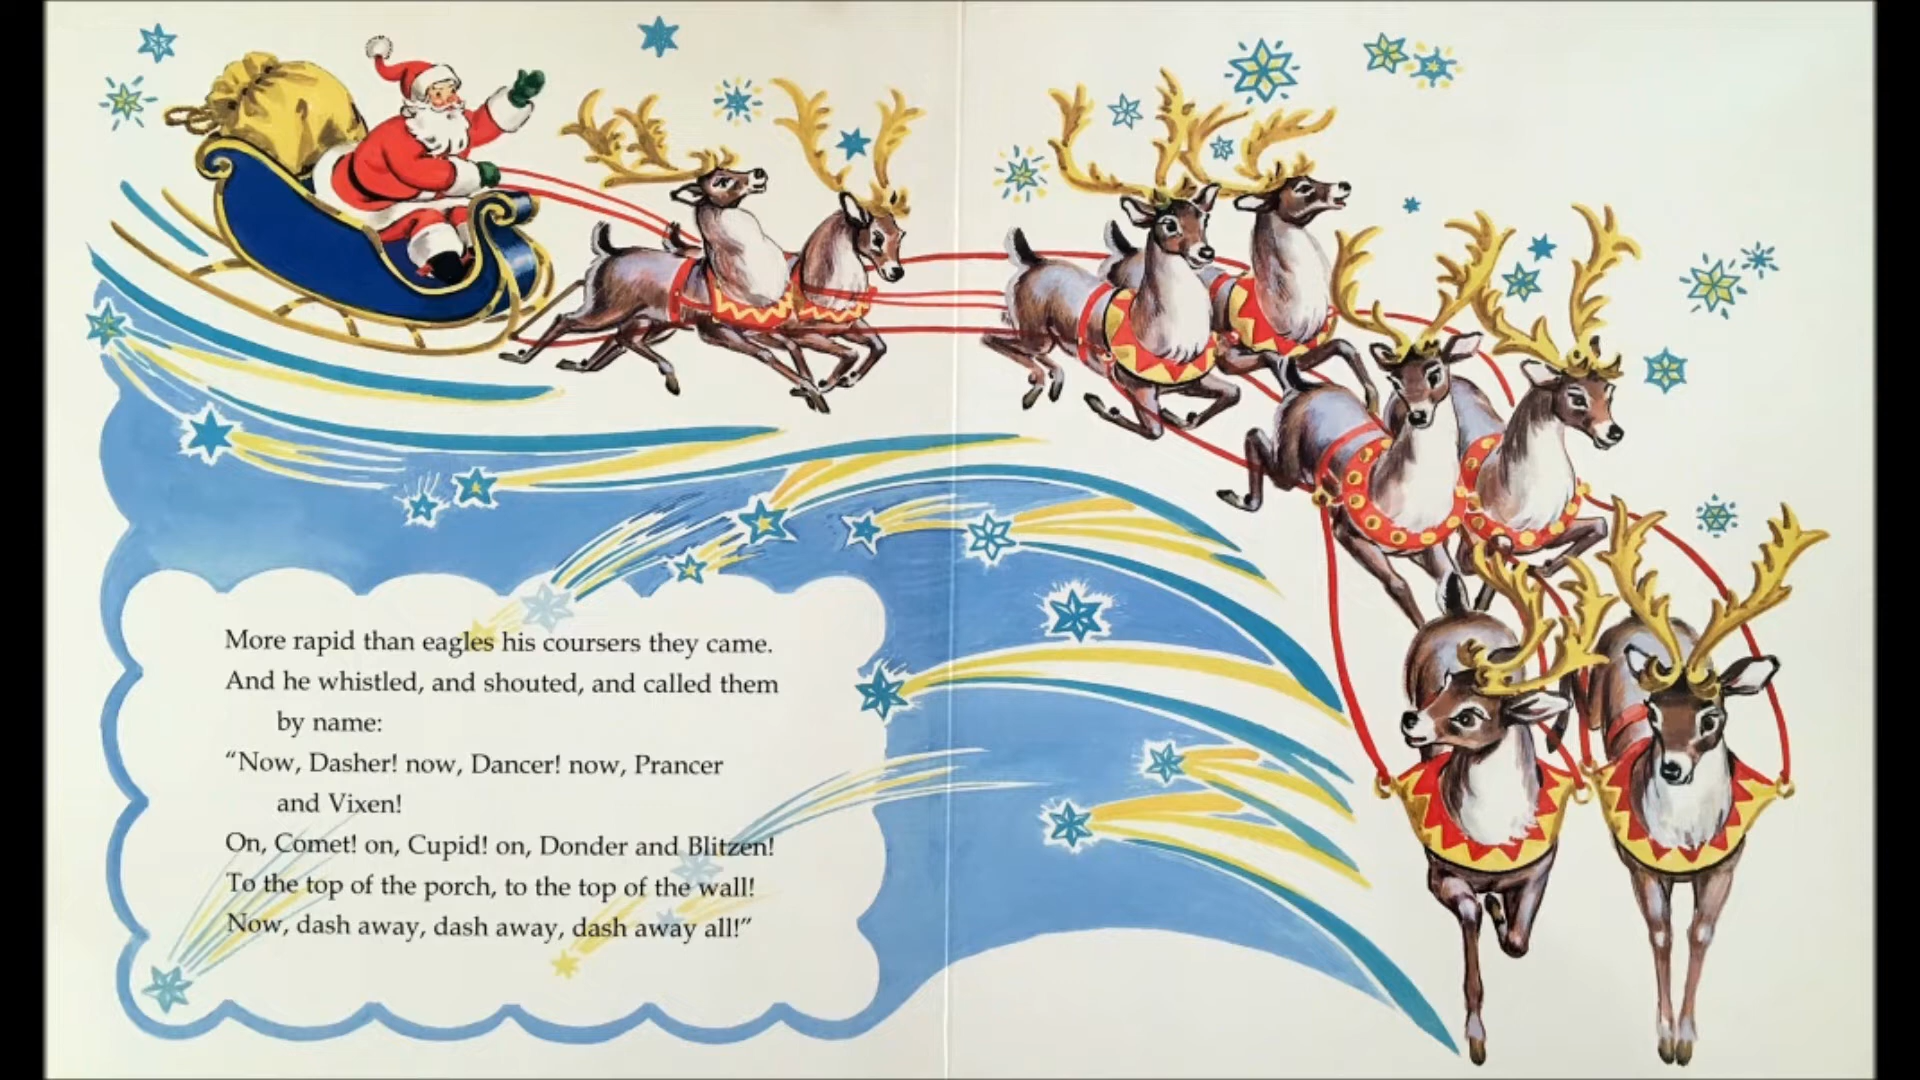 More rapid than eagles his coursers they came.
And he whistled, and shouted, and called them
by name:
“Now, Dasher! now, Dancer! now, Prancer
and Vixen!
On, Comet! on, Cupid! on, Donder and Blitzen!
To the top of the porch, to the top of the wall!
Now, dash away, dash away, dash away all!”